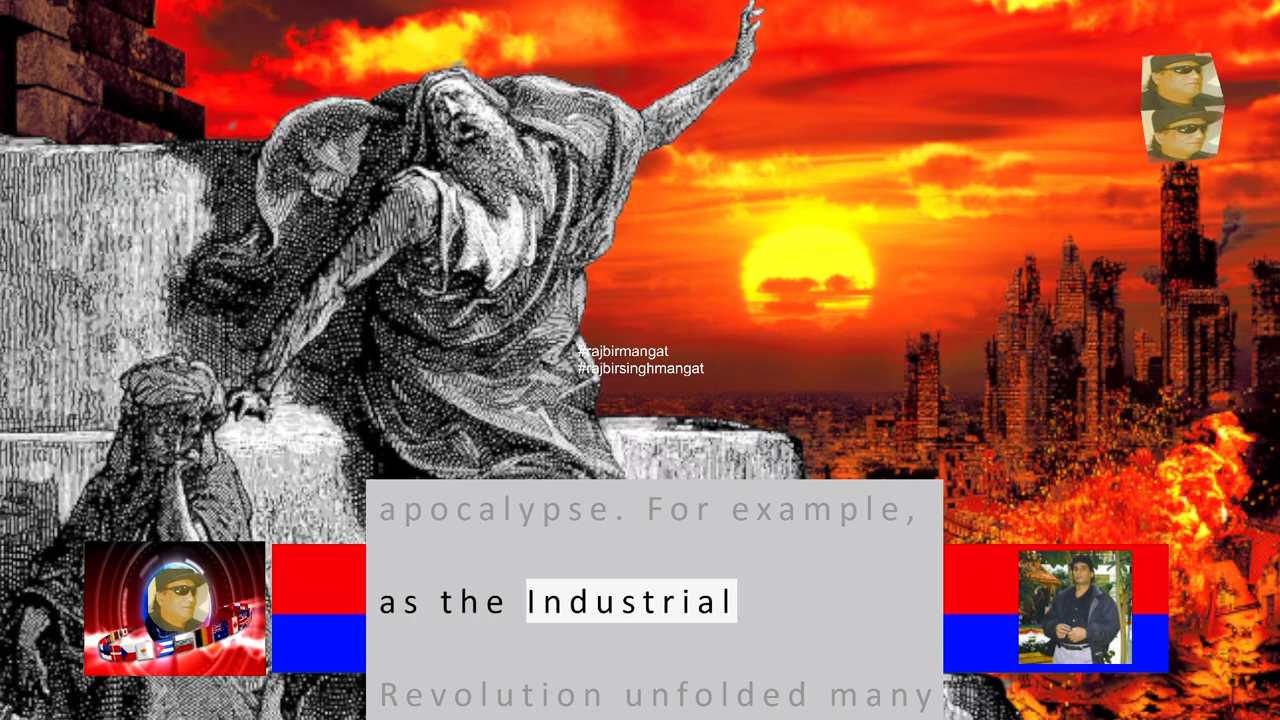 #rajbirmangat
#rajbirsinghmangat
apocalypse. For example,
as the Industrial
Revolution unfolded many